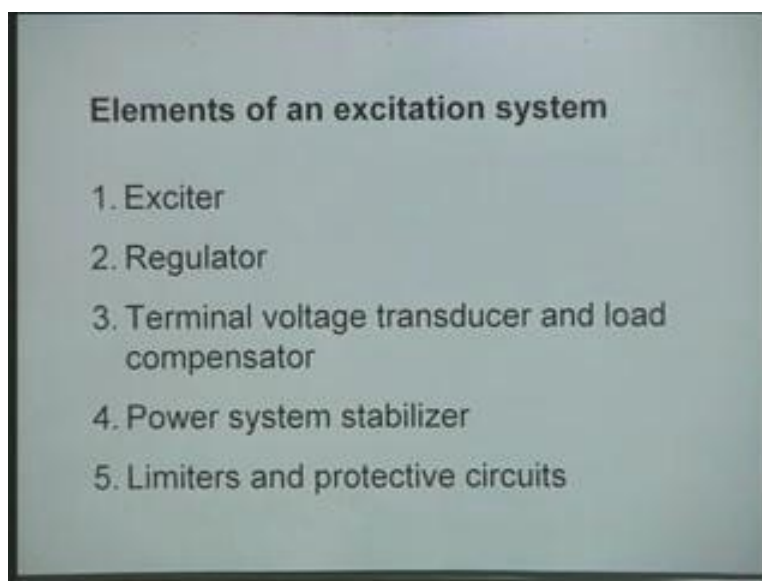 Elements of an excitation system
1. Exciter
2. Regulator
3. Terminal voltage transducer and load
compensator
4. Power system stabilizer
5. Limiters and protective circuits